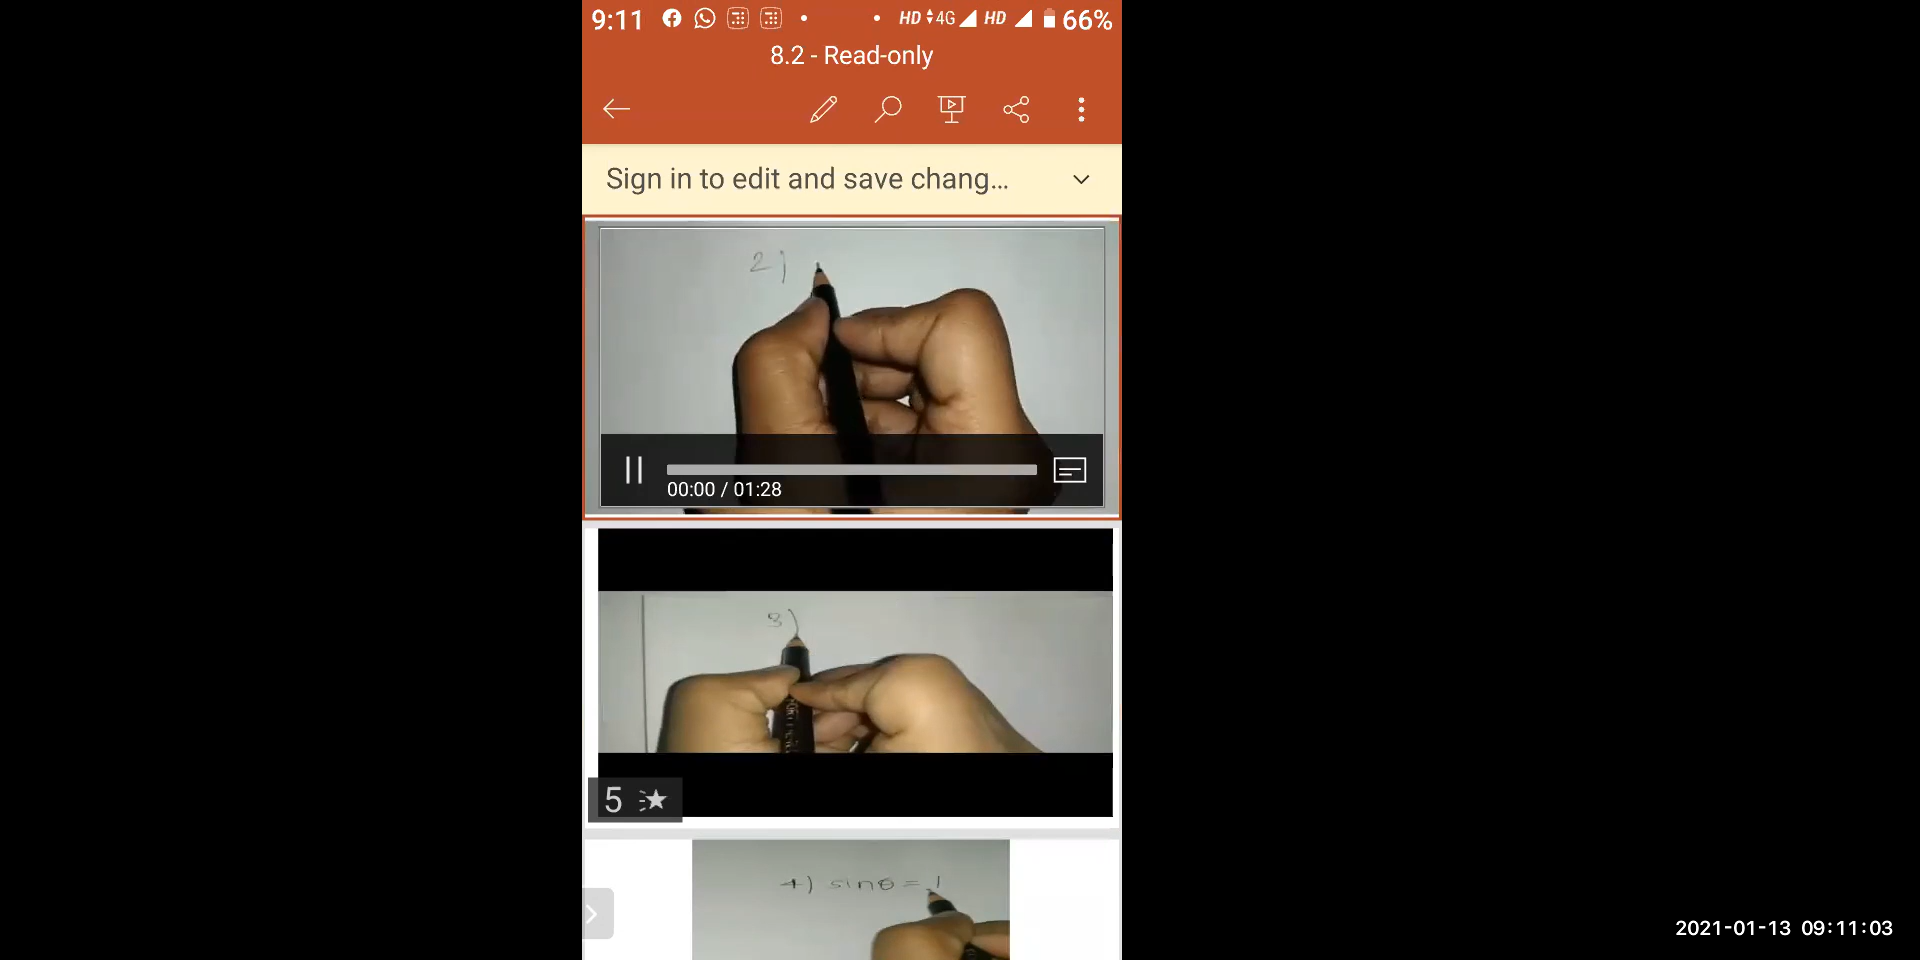 9:11 HD 4G HD 66%
8.2 - Read-only
Sign in to edit and save chang...
2)
00:00 / 01:28
3)
5
4) sinθ = 1
2021-01-13 09:11:03